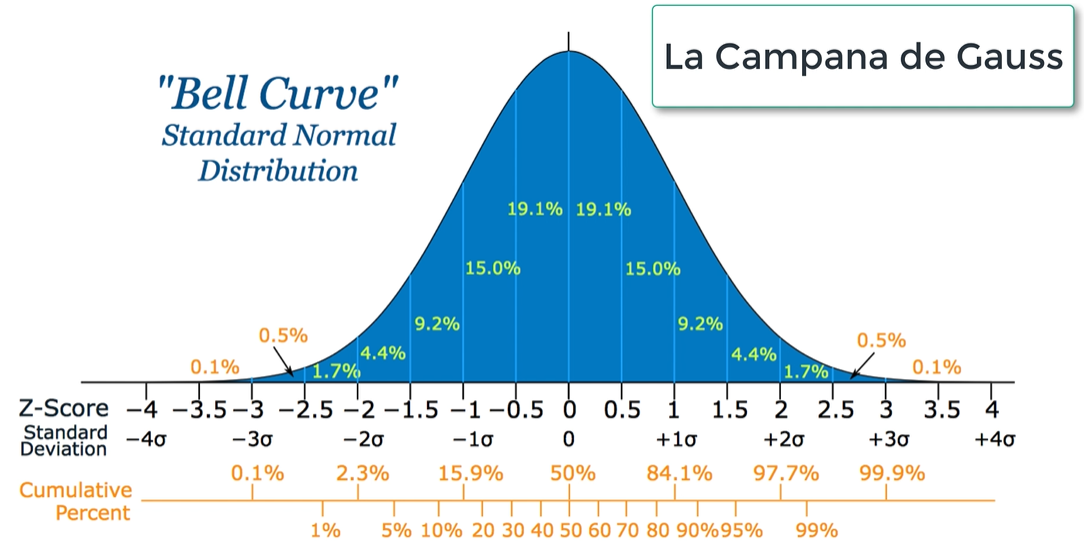 La Campana de Gauss
"Bell Curve"
Standard Normal
Distribution
19.1% 19.1%
15.0% 15.0%
9.2% 9.2%
0.5% 0.5%
4.4% 4.4%
0.1% 1.7% 1.7% 0.1%
Z-Score −4 −3.5 −3 −2.5 −2 −1.5 −1 −0.5 0 0.5 1 1.5 2 2.5 3 3.5 4
Standard
Deviation −4σ −3σ −2σ −1σ 0 +1σ +2σ +3σ +4σ
0.1% 2.3% 15.9% 50% 84.1% 97.7% 99.9%
Cumulative
Percent
1% 5% 10% 20 30 40 50 60 70 80 90% 95% 99%